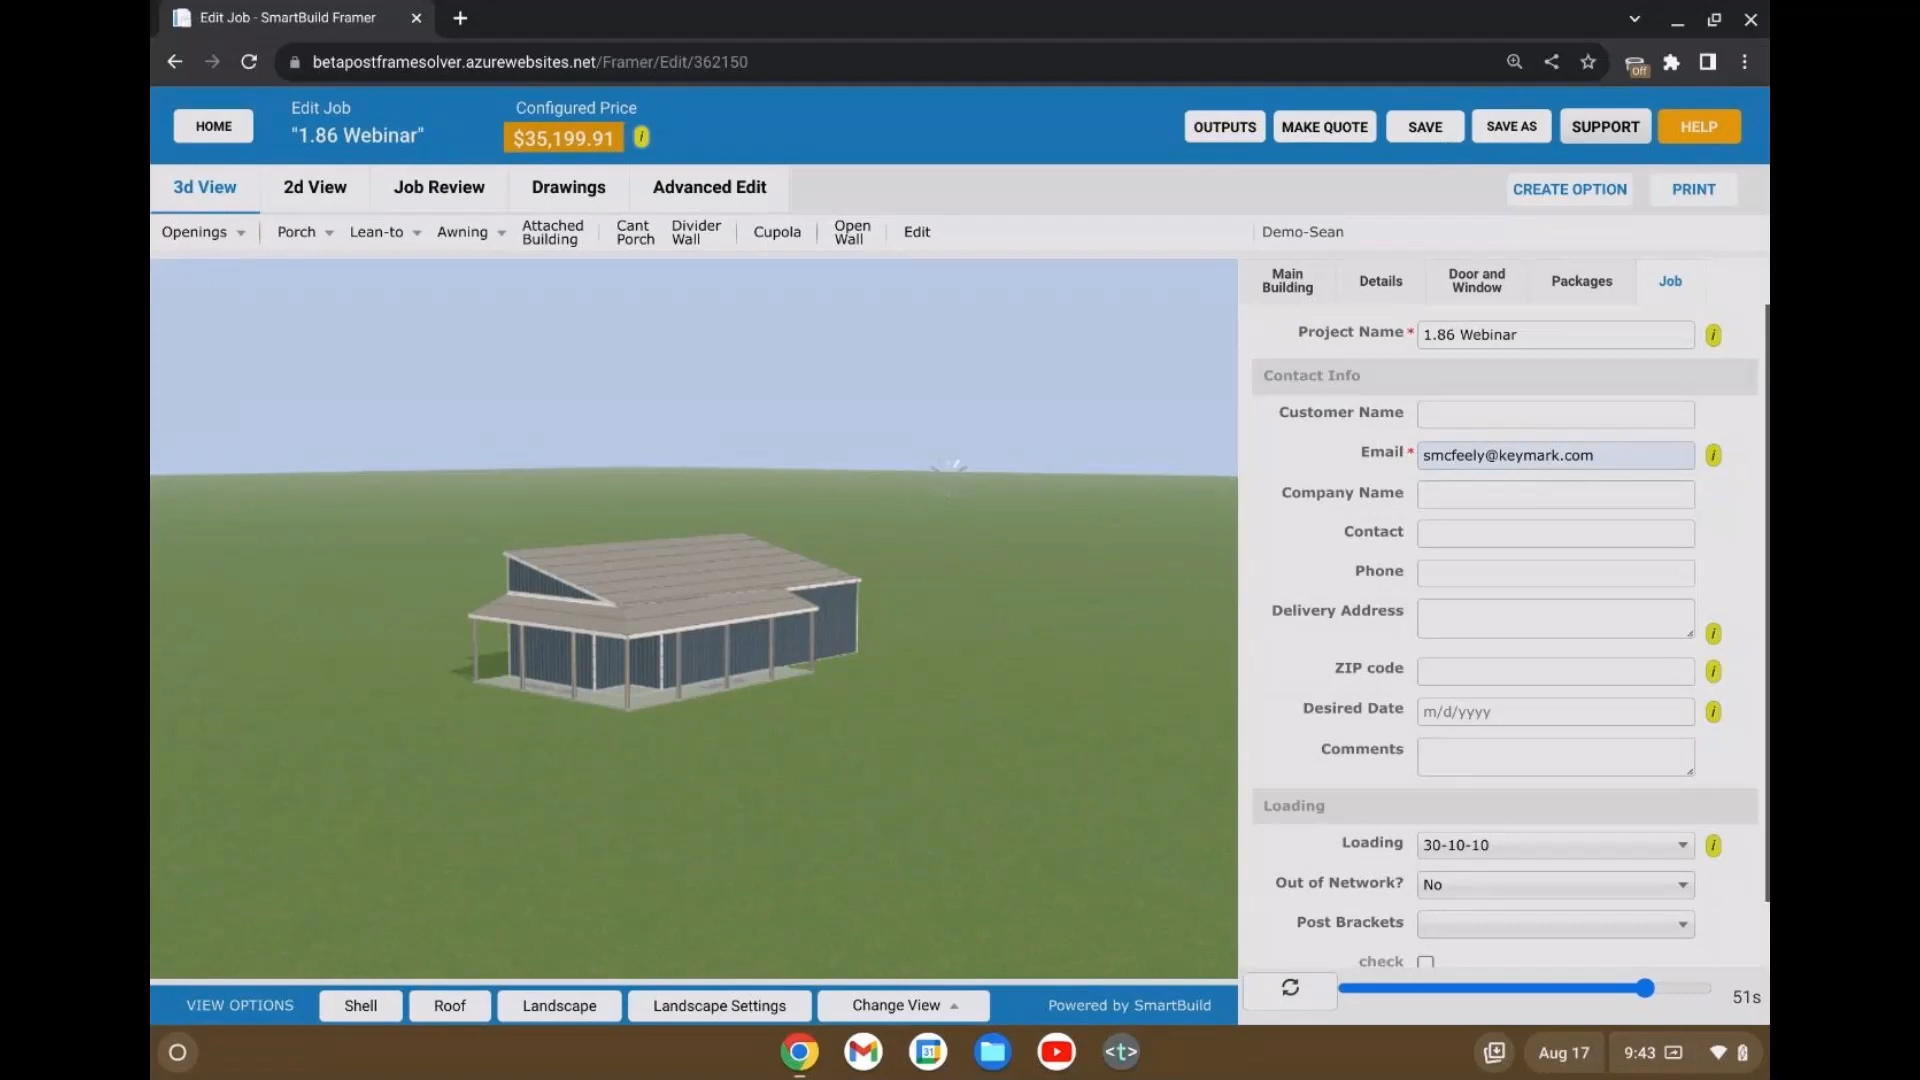 Edit Job - SmartBuild Framer
betapostframesolver.azurewebsites.net/Framer/Edit/362150
Off
HOME
Edit Job
"1.86 Webinar"
Configured Price
$35,199.91
i
OUTPUTS
MAKE QUOTE
SAVE
SAVE AS
SUPPORT
HELP
3d View
2d View
Job Review
Drawings
Advanced Edit
CREATE OPTION
PRINT
Openings
Porch
Lean-to
Awning
Attached
Building
Cant
Porch
Divider
Wall
Cupola
Open
Wall
Edit
Demo-Sean
Main
Building
Details
Door and
Window
Packages
Job
Project Name * 1.86 Webinar i
Contact Info
Customer Name
Email * smcfeely@keymark.com i
Company Name
Contact
Phone
Delivery Address i
ZIP code i
Desired Date m/d/yyyy i
Comments
Loading
Loading 30-10-10 i
Out of Network? No
Post Brackets
check
51s
VIEW OPTIONS
Shell
Roof
Landscape
Landscape Settings
Change View
Powered by SmartBuild
31
<t>
Aug 17
9:43